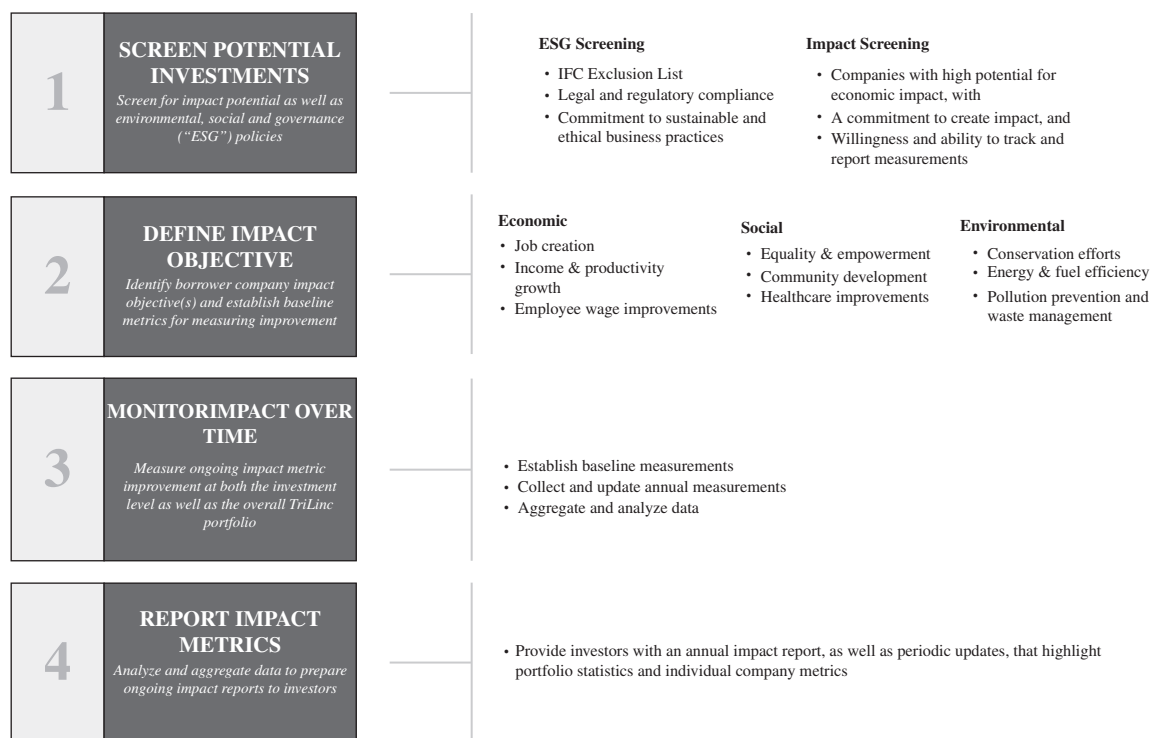 1
SCREEN POTENTIAL
INVESTMENTS
Screen for impact potential as well as
environmental, social and governance
(“ESG”) policies
ESG Screening
• IFC Exclusion List
• Legal and regulatory compliance
• Commitment to sustainable and
ethical business practices
Impact Screening
• Companies with high potential for
economic impact, with
• A commitment to create impact, and
• Willingness and ability to track and
report measurements
2
DEFINE IMPACT
OBJECTIVE
Identify borrower company impact
objective(s) and establish baseline
metrics for measuring improvement
Economic
• Job creation
• Income & productivity
growth
• Employee wage improvements
Social
• Equality & empowerment
• Community development
• Healthcare improvements
Environmental
• Conservation efforts
• Energy & fuel efficiency
• Pollution prevention and
waste management
3
MONITORIMPACT OVER
TIME
Measure ongoing impact metric
improvement at both the investment
level as well as the overall TriLinc
portfolio
• Establish baseline measurements
• Collect and update annual measurements
• Aggregate and analyze data
4
REPORT IMPACT
METRICS
Analyze and aggregate data to prepare
ongoing impact reports to investors
• Provide investors with an annual impact report, as well as periodic updates, that highlight
portfolio statistics and individual company metrics